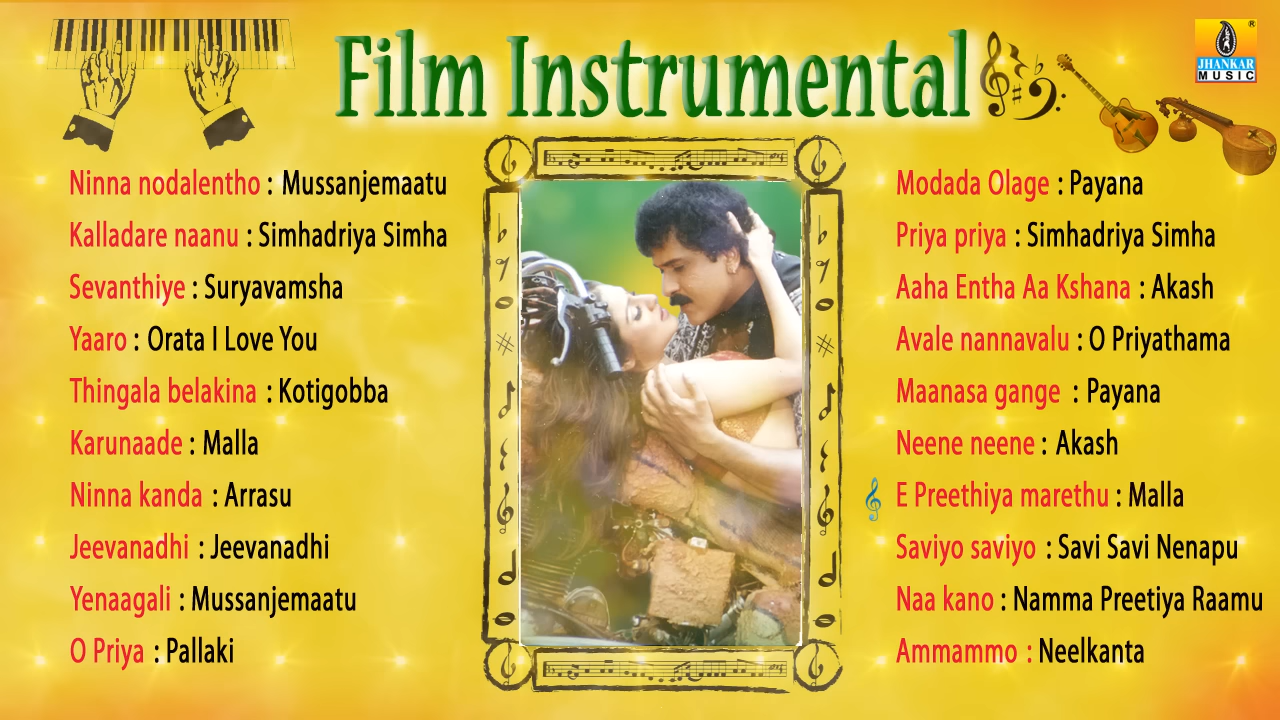 Film Instrumental
JHANKAR
MUSIC
Ninna nodalentho : Mussanjemaatu
Kalladare naanu : Simhadriya Simha
Sevanthiye : Suryavamsha
Yaaro : Orata I Love You
Thingala belakina : Kotigobba
Karunaade : Malla
Ninna kanda : Arrasu
Jeevanadhi : Jeevanadhi
Yenaagali : Mussanjemaatu
O Priya : Pallaki
Modada Olage : Payana
Priya priya : Simhadriya Simha
Aaha Entha Aa Kshana : Akash
Avale nannavalu : O Priyathama
Maanasa gange : Payana
Neene neene : Akash
E Preethiya marethu : Malla
Saviyo saviyo : Savi Savi Nenapu
Naa kano : Namma Preetiya Raamu
Ammammo : Neelkanta